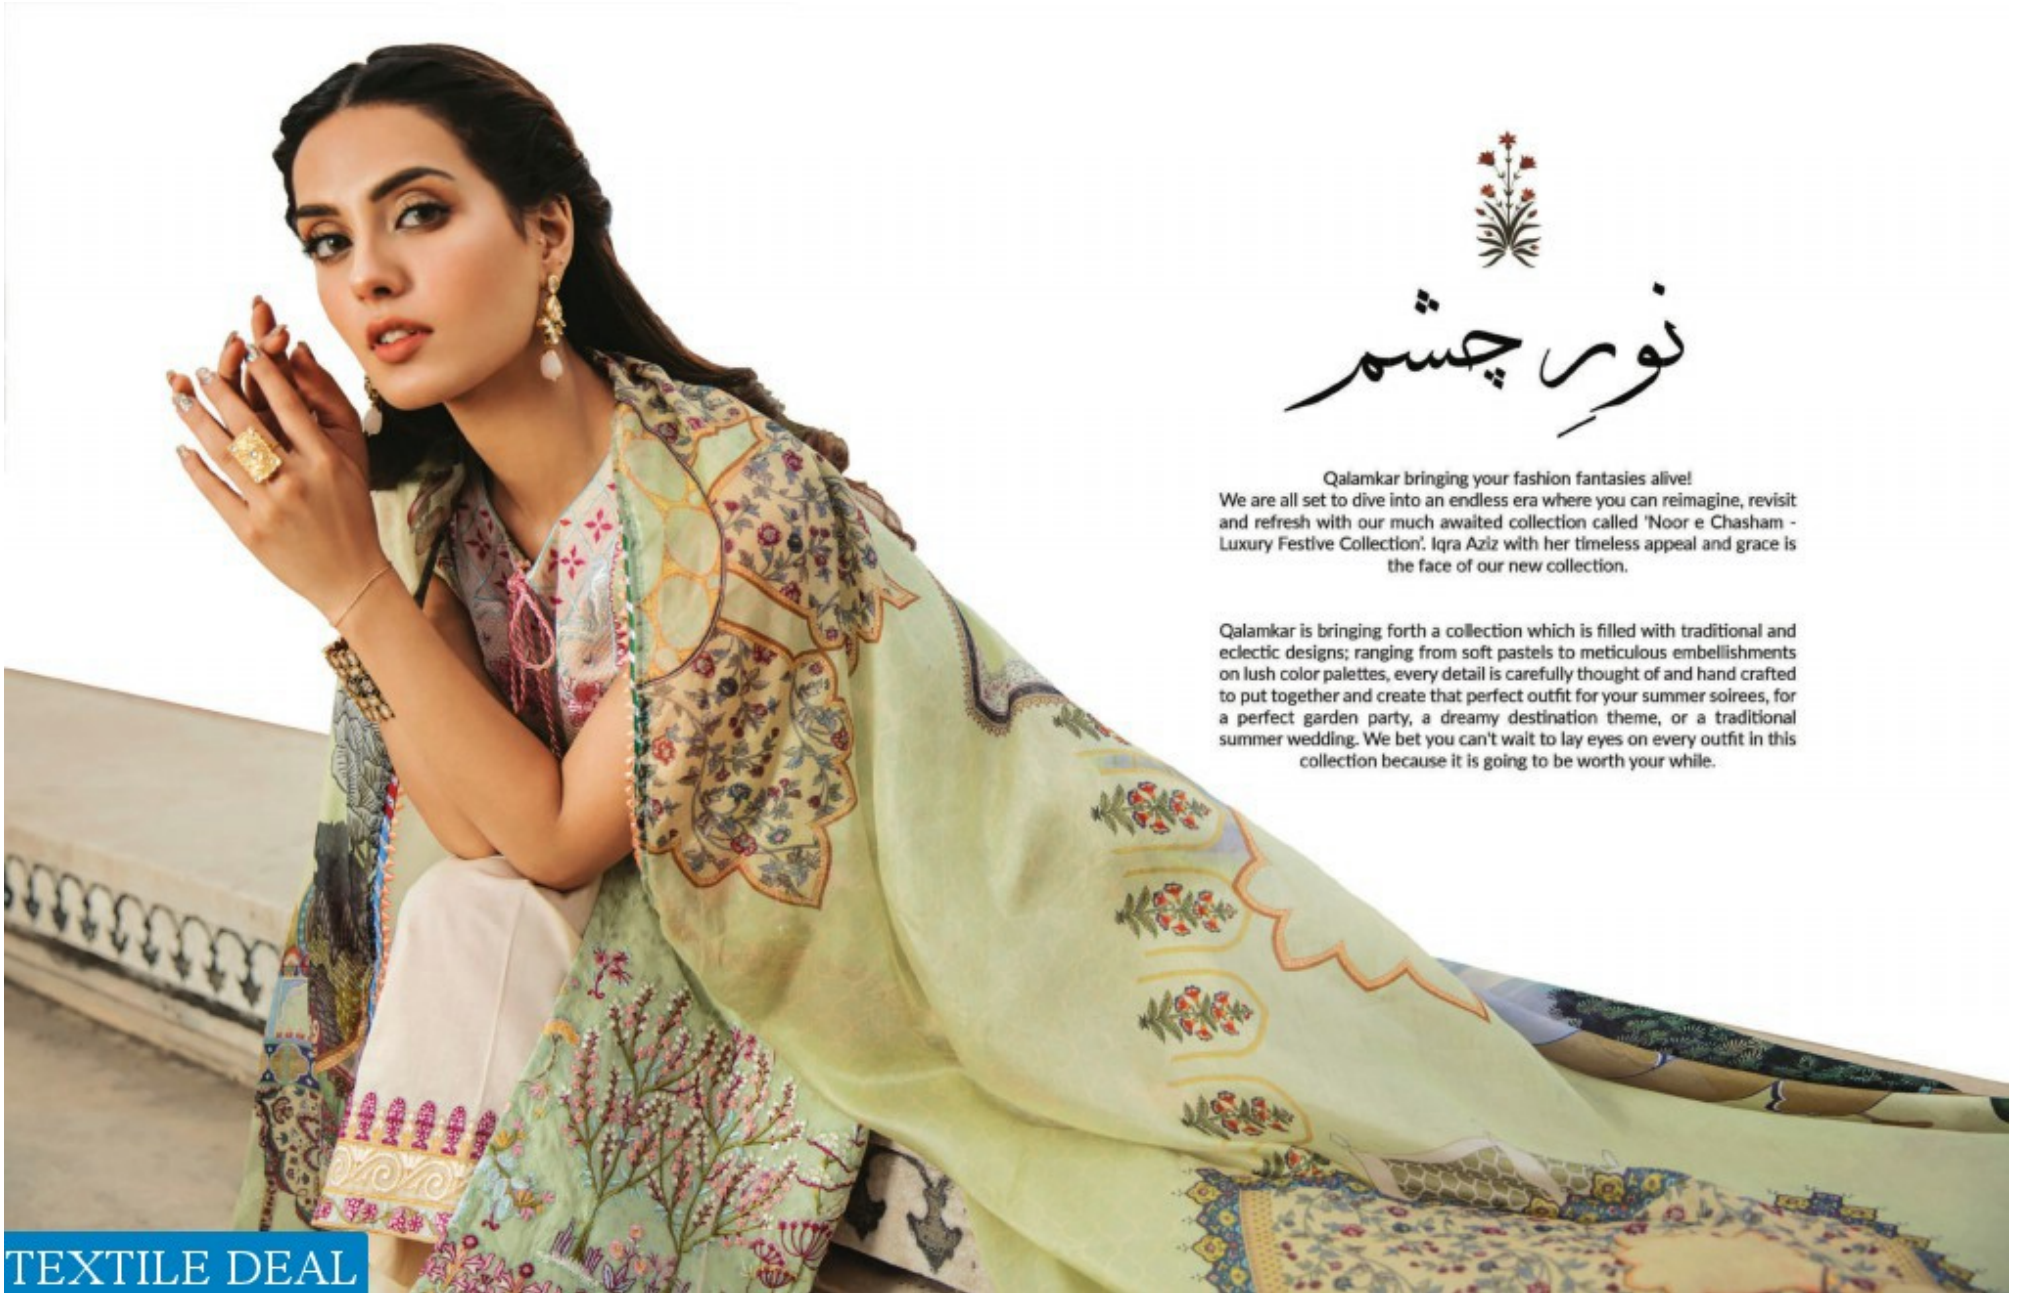 نورِ چشم
Qalamkar bringing your fashion fantasies alive!
We are all set to dive into an endless era where you can reimagine, revisit
and refresh with our much awaited collection called 'Noor e Chasham -
Luxury Festive Collection'. Iqra Aziz with her timeless appeal and grace is
the face of our new collection.
Qalamkar is bringing forth a collection which is filled with traditional and
eclectic designs; ranging from soft pastels to meticulous embellishments
on lush color palettes, every detail is carefully thought of and hand crafted
to put together and create that perfect outfit for your summer soirees, for
a perfect garden party, a dreamy destination theme, or a traditional
summer wedding. We bet you can't wait to lay eyes on every outfit in this
collection because it is going to be worth your while.
TEXTILE DEAL